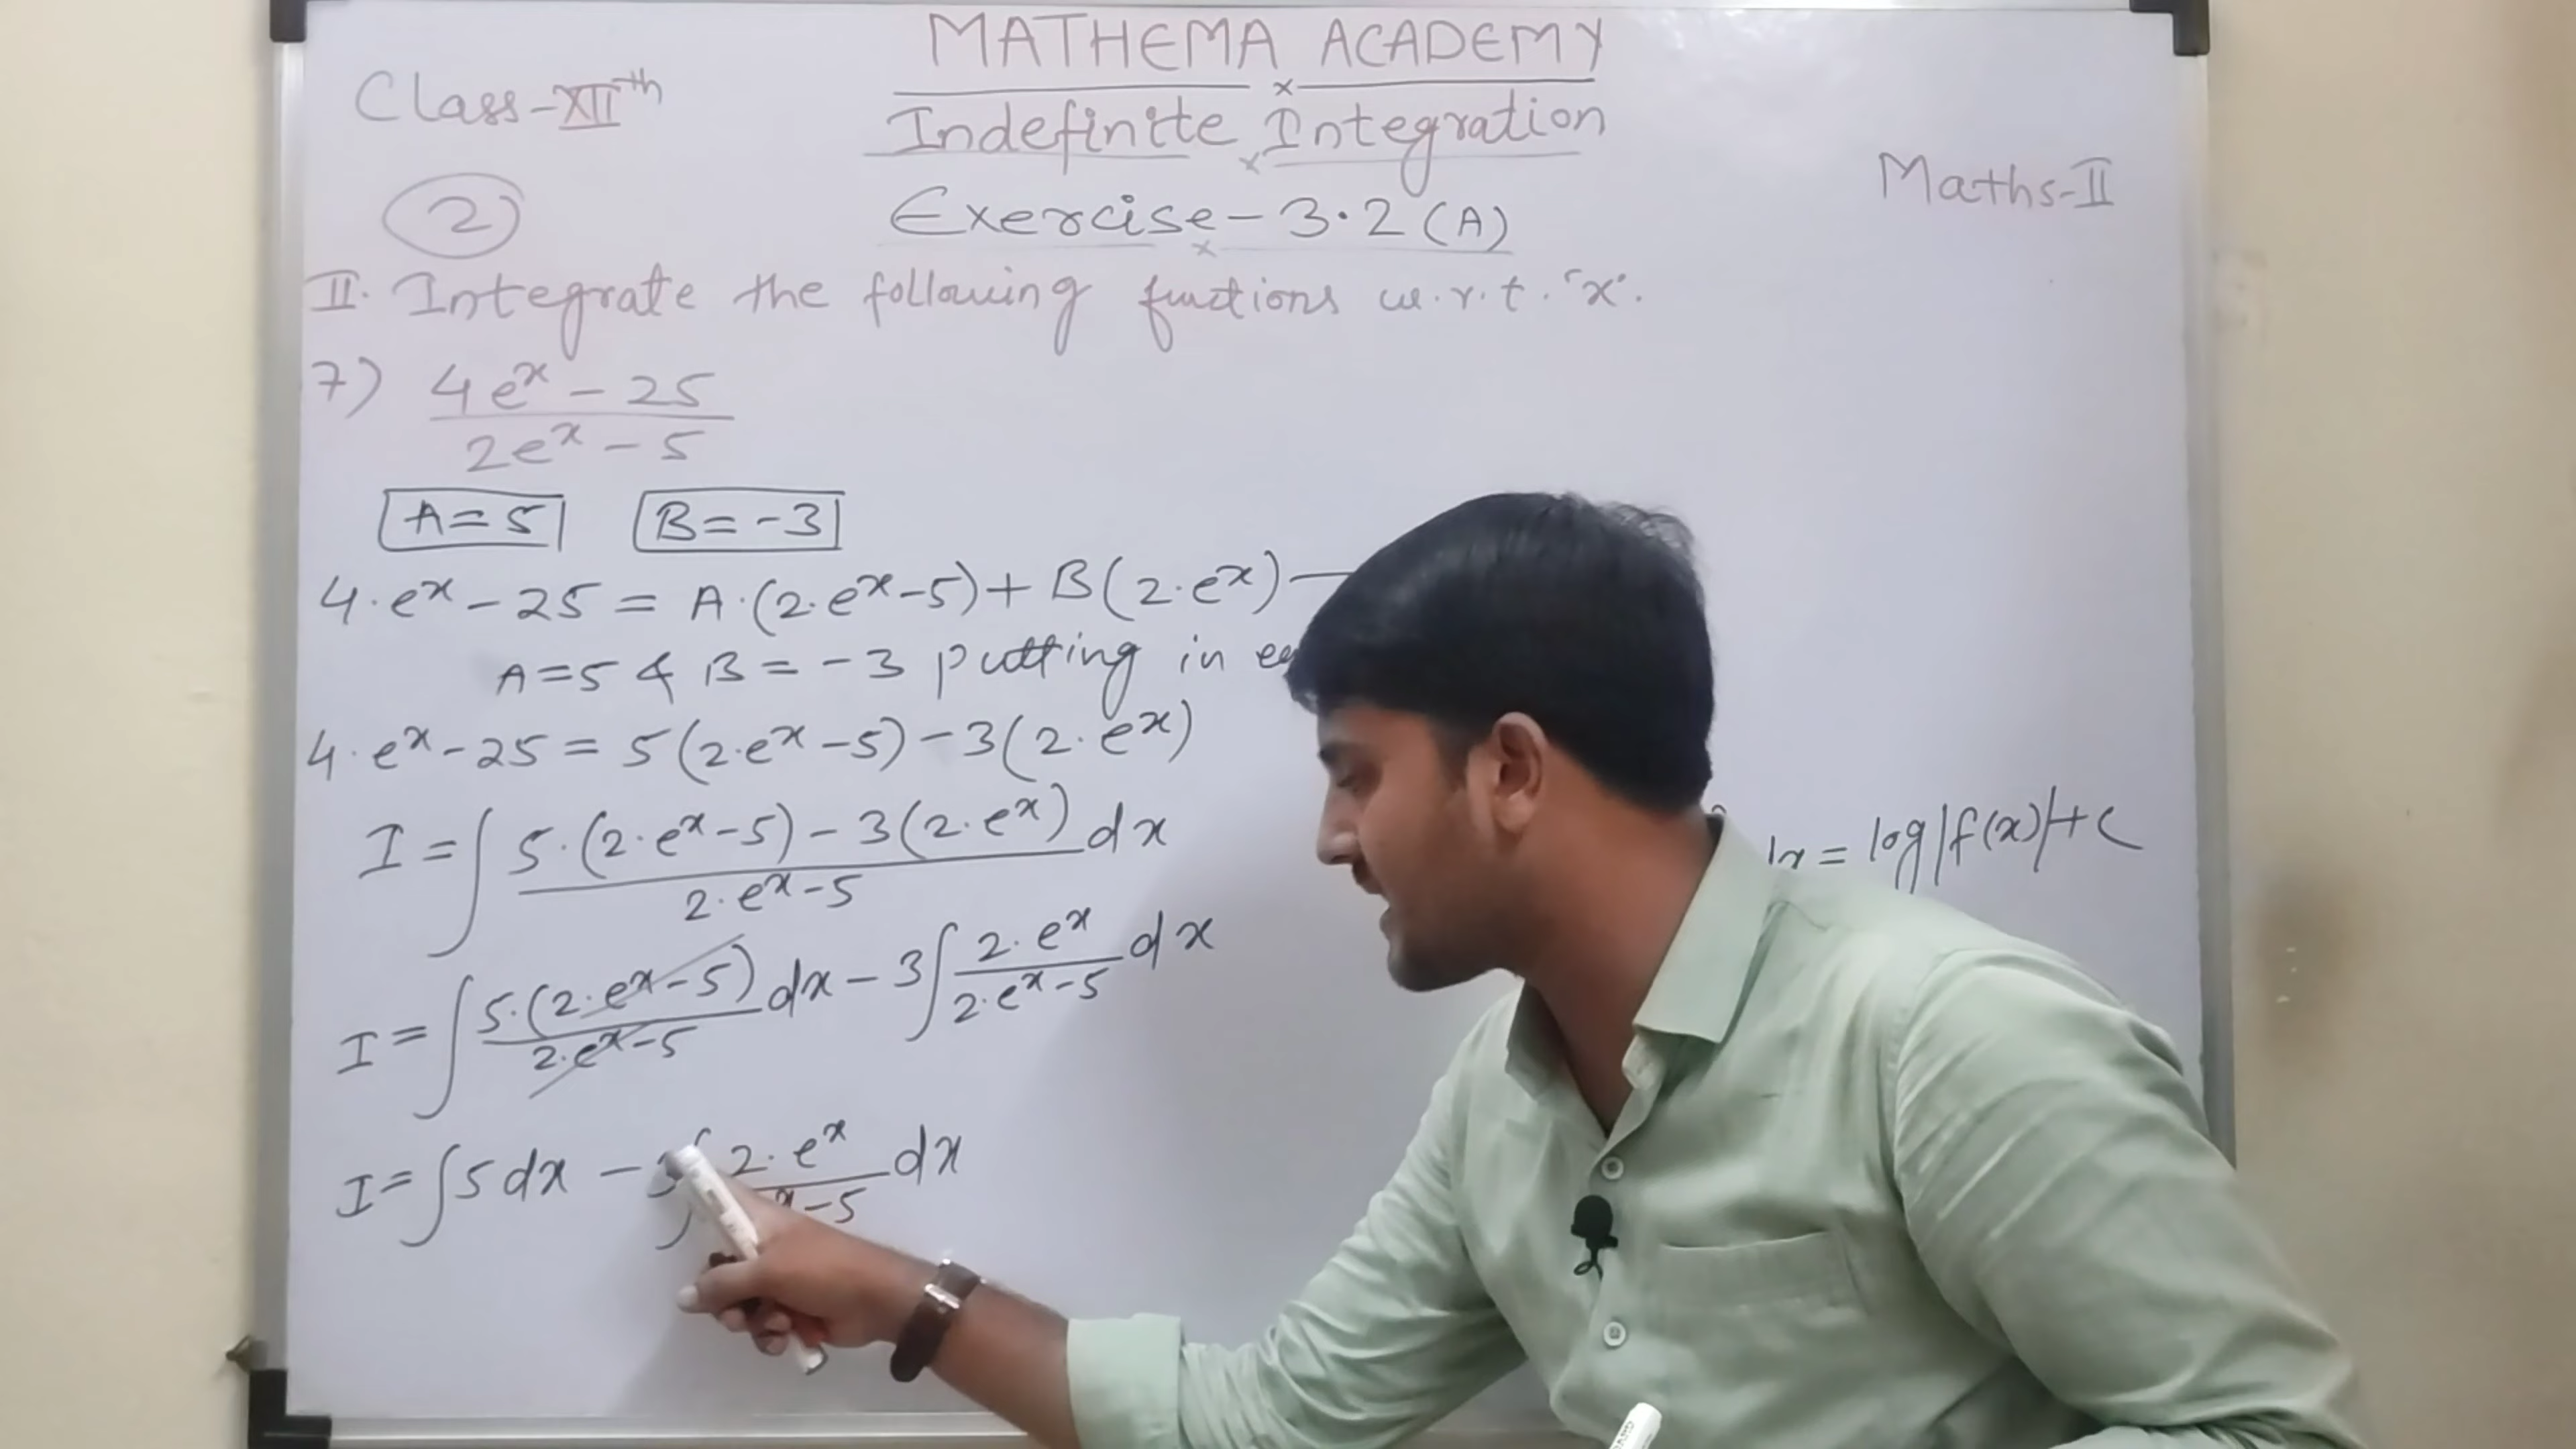 MATHEMA ACADEMY
Class-XIIth
Indefinite Integration
Maths-II
2
Exercise-3.2(A)
II. Integrate the following functions w.r.t. 'x'.
7) 4e^x - 25
2e^x - 5
A=5 B=-3
4·e^x - 25 = A·(2·e^x-5)+ B(2·e^x) —
A=5 & B=-3 putting in
4·e^x-25 = 5(2·e^x-5)-3(2·e^x)
I = ∫ 5·(2·e^x-5)-3(2·e^x) dx
2·e^x-5
= log|f(x)|+c
I = ∫ 5·(2·e^x-5) dx - 3∫ 2·e^x dx
2·e^x-5 2·e^x-5
I = ∫5dx - 3∫ 2·e^x dx
-5